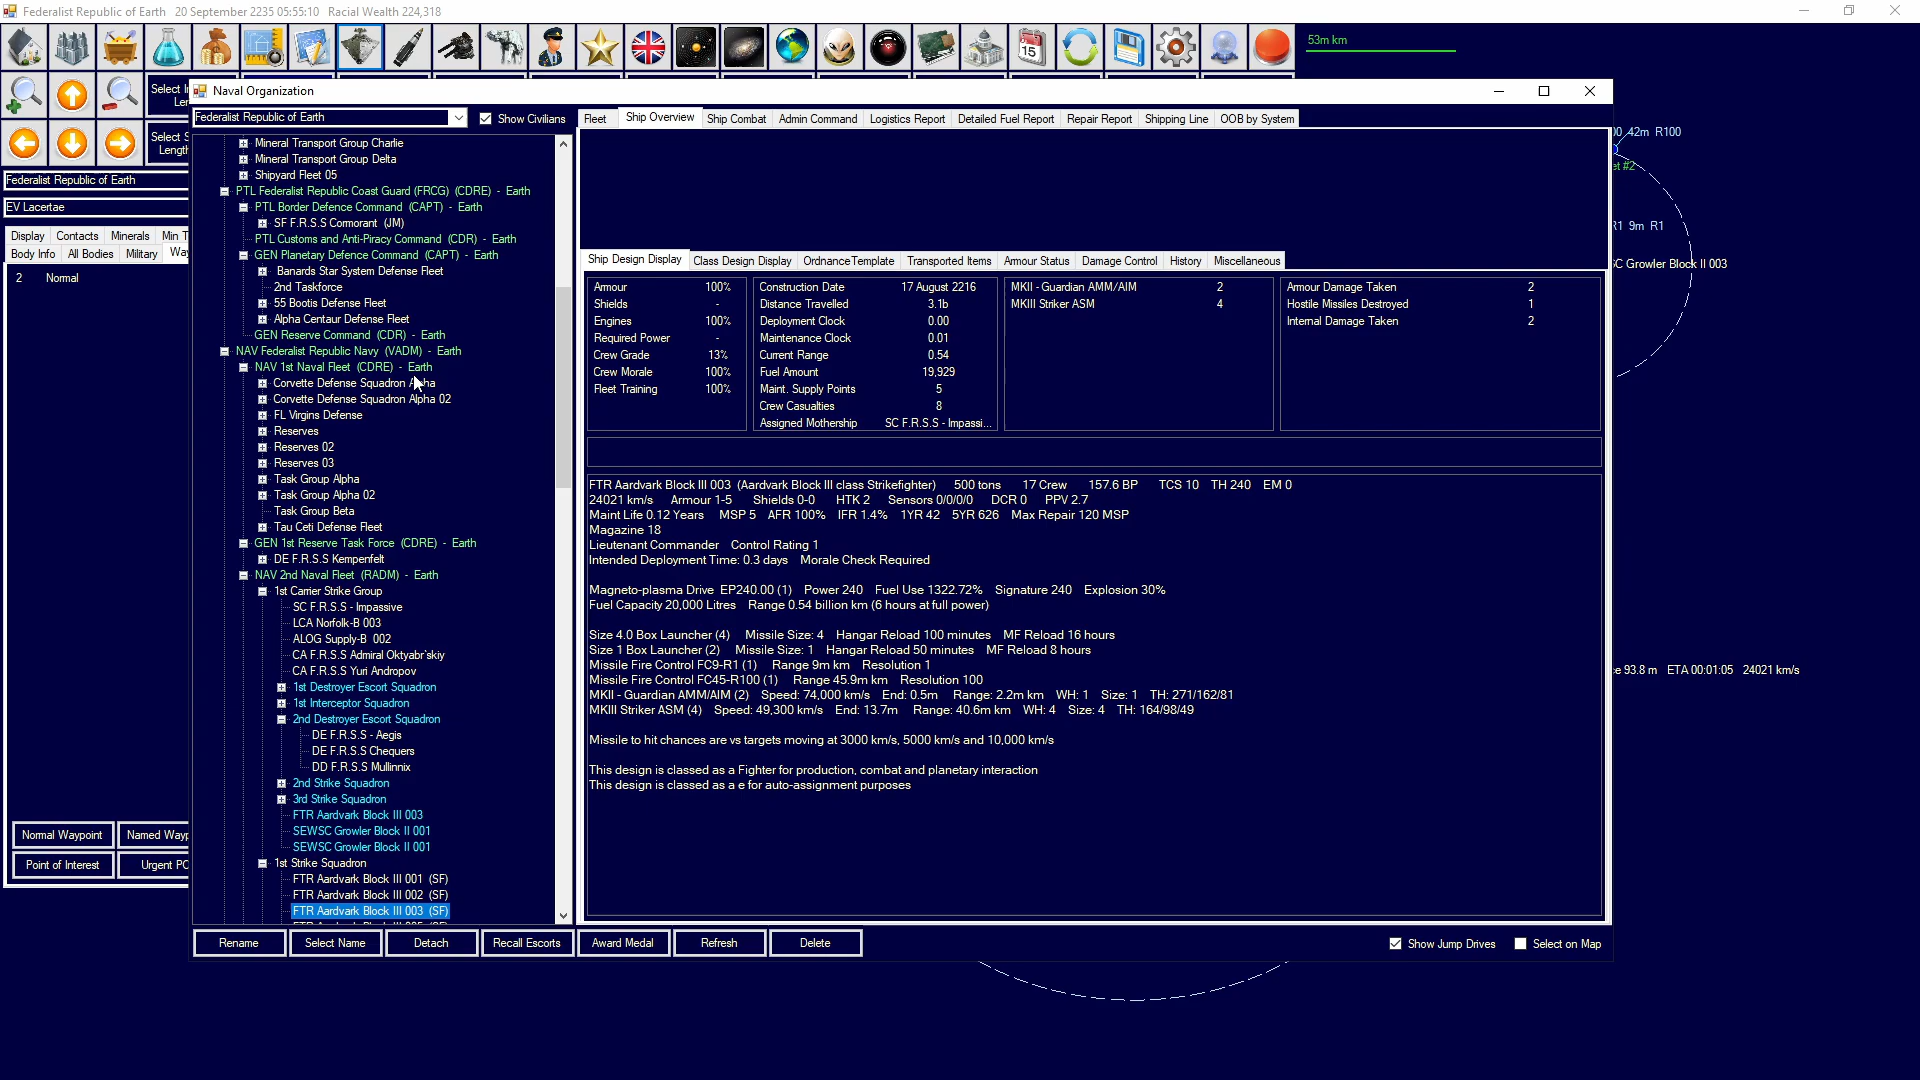 Federalist Republic of Earth   20 September 2235 05:55:10   Racial Wealth 224,318
53m km
Select S
Length
Naval Organization
Federalist Republic of Earth
Show Civilians
Fleet
Ship Overview
Ship Combat
Admin Command
Logistics Report
Detailed Fuel Report
Repair Report
Shipping Line
OOB by System
Federalist Republic of Earth
EV Lacertae
Display
Contacts
Minerals
Min T
Body Info
All Bodies
Military
Way
2 Normal
Normal Waypoint
Named Wayp
Point of Interest
Urgent PO
Mineral Transport Group Charlie
Mineral Transport Group Delta
Shipyard Fleet 05
PTL Federalist Republic Coast Guard (FRCG) (CDRE) - Earth
PTL Border Defence Command (CAPT) - Earth
SF F.R.S.S Cormorant (JM)
PTL Customs and Anti-Piracy Command (CDR) - Earth
GEN Planetary Defence Command (CAPT) - Earth
Banards Star System Defense Fleet
2nd Taskforce
55 Bootis Defense Fleet
Alpha Centaur Defense Fleet
GEN Reserve Command (CDR) - Earth
NAV Federalist Republic Navy (VADM) - Earth
NAV 1st Naval Fleet (CDRE) - Earth
Corvette Defense Squadron Alpha
Corvette Defense Squadron Alpha 02
FL Virgins Defense
Reserves
Reserves 02
Reserves 03
Task Group Alpha
Task Group Alpha 02
Task Group Beta
Tau Ceti Defense Fleet
GEN 1st Reserve Task Force (CDRE) - Earth
DE F.R.S.S Kempenfelt
NAV 2nd Naval Fleet (RADM) - Earth
1st Carrier Strike Group
SC F.R.S.S - Impassive
LCA Norfolk-B 003
ALOG Supply-B 002
CA F.R.S.S Admiral Oktyabr`skiy
CA F.R.S.S Yuri Andropov
1st Destroyer Escort Squadron
1st Interceptor Squadron
2nd Destroyer Escort Squadron
DE F.R.S.S - Aegis
DE F.R.S.S Chequers
DD F.R.S.S Mullinnix
2nd Strike Squadron
3rd Strike Squadron
FTR Aardvark Block III 003
SEWSC Growler Block II 001
SEWSC Growler Block II 001
1st Strike Squadron
FTR Aardvark Block III 001 (SF)
FTR Aardvark Block III 002 (SF)
FTR Aardvark Block III 003 (SF)
Ship Design Display
Class Design Display
OrdnanceTemplate
Transported Items
Armour Status
Damage Control
History
Miscellaneous
Armour 100%
Shields -
Engines 100%
Required Power -
Crew Grade 13%
Crew Morale 100%
Fleet Training 100%
Construction Date 17 August 2216
Distance Travelled 3.1b
Deployment Clock 0.00
Maintenance Clock 0.01
Current Range 0.54
Fuel Amount 19,929
Maint. Supply Points 5
Crew Casualties 8
Assigned Mothership SC F.R.S.S - Impassi...
MKII - Guardian AMM/AIM 2
MKIII Striker ASM 4
Armour Damage Taken 2
Hostile Missiles Destroyed 1
Internal Damage Taken 2
FTR Aardvark Block III 003 (Aardvark Block III class Strikefighter) 500 tons 17 Crew 157.6 BP TCS 10 TH 240 EM 0
24021 km/s Armour 1-5 Shields 0-0 HTK 2 Sensors 0/0/0/0 DCR 0 PPV 2.7
Maint Life 0.12 Years MSP 5 AFR 100% IFR 1.4% 1YR 42 5YR 626 Max Repair 120 MSP
Magazine 18
Lieutenant Commander Control Rating 1
Intended Deployment Time: 0.3 days Morale Check Required
Magneto-plasma Drive EP240.00 (1) Power 240 Fuel Use 1322.72% Signature 240 Explosion 30%
Fuel Capacity 20,000 Litres Range 0.54 billion km (6 hours at full power)
Size 4.0 Box Launcher (4) Missile Size: 4 Hangar Reload 100 minutes MF Reload 16 hours
Size 1 Box Launcher (2) Missile Size: 1 Hangar Reload 50 minutes MF Reload 8 hours
Missile Fire Control FC9-R1 (1) Range 9m km Resolution 1
Missile Fire Control FC45-R100 (1) Range 45.9m km Resolution 100
MKII - Guardian AMM/AIM (2) Speed: 74,000 km/s End: 0.5m Range: 2.2m km WH: 1 Size: 1 TH: 271/162/81
MKIII Striker ASM (4) Speed: 49,300 km/s End: 13.7m Range: 40.6m km WH: 4 Size: 4 TH: 164/98/49
Missile to hit chances are vs targets moving at 3000 km/s, 5000 km/s and 10,000 km/s
This design is classed as a Fighter for production, combat and planetary interaction
This design is classed as a e for auto-assignment purposes
Rename
Select Name
Detach
Recall Escorts
Award Medal
Refresh
Delete
Show Jump Drives
Select on Map
42m R100
et #2
R1 9m R1
SC Growler Block II 003
e 93.8 m ETA 00:01:05 24021 km/s